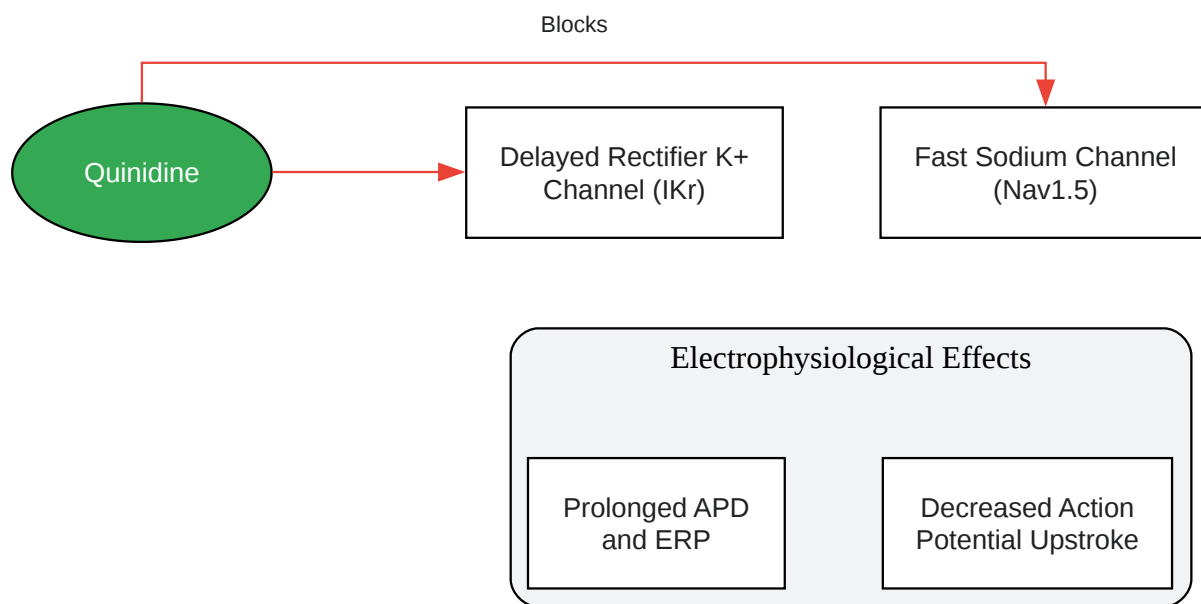 Blocks
Quinidine
Delayed Rectifier K+
Channel (IKr)
Fast Sodium Channel
(Nav1.5)
Electrophysiological Effects
Prolonged APD
and ERP
Decreased Action
Potential Upstroke